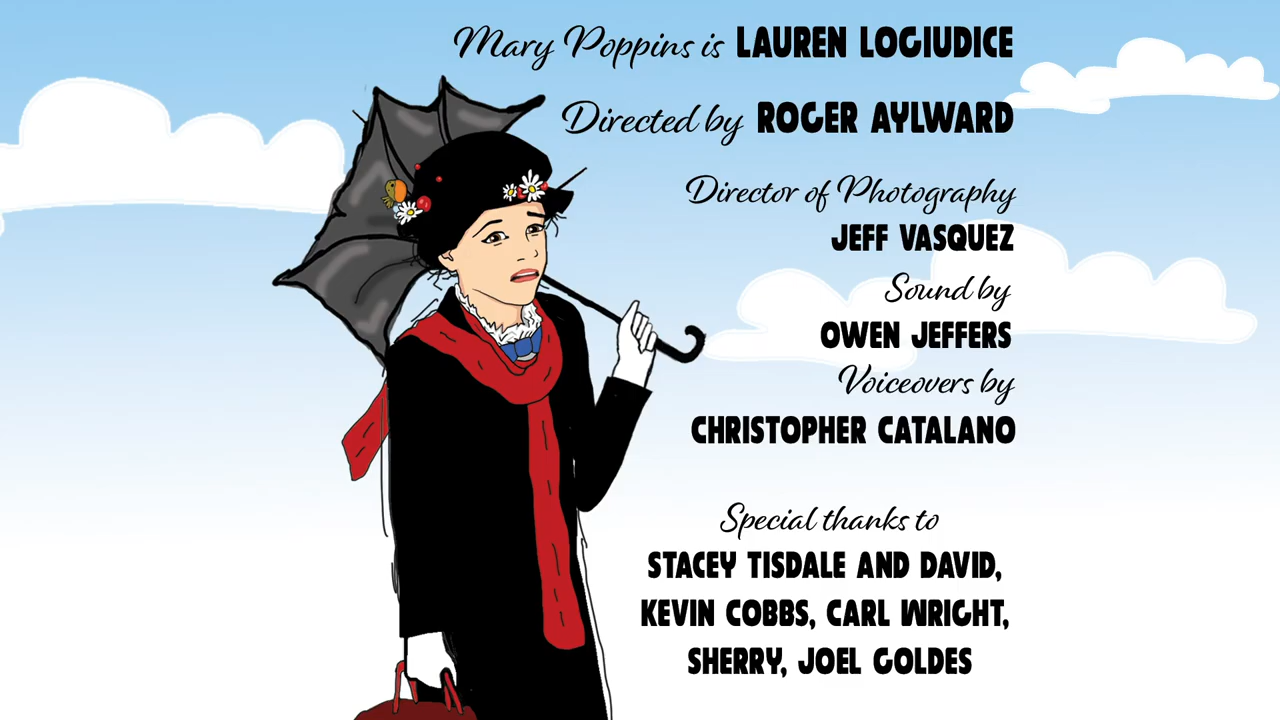 Mary Poppins is LAUREN LOGIUDICE
Directed by ROGER AYLWARD
Director of Photography
JEFF VASQUEZ
Sound by
OWEN JEFFERS
Voiceovers by
CHRISTOPHER CATALANO
Special thanks to
STACEY TISDALE AND DAVID,
KEVIN COBBS, CARL WRIGHT,
SHERRY, JOEL GOLDES